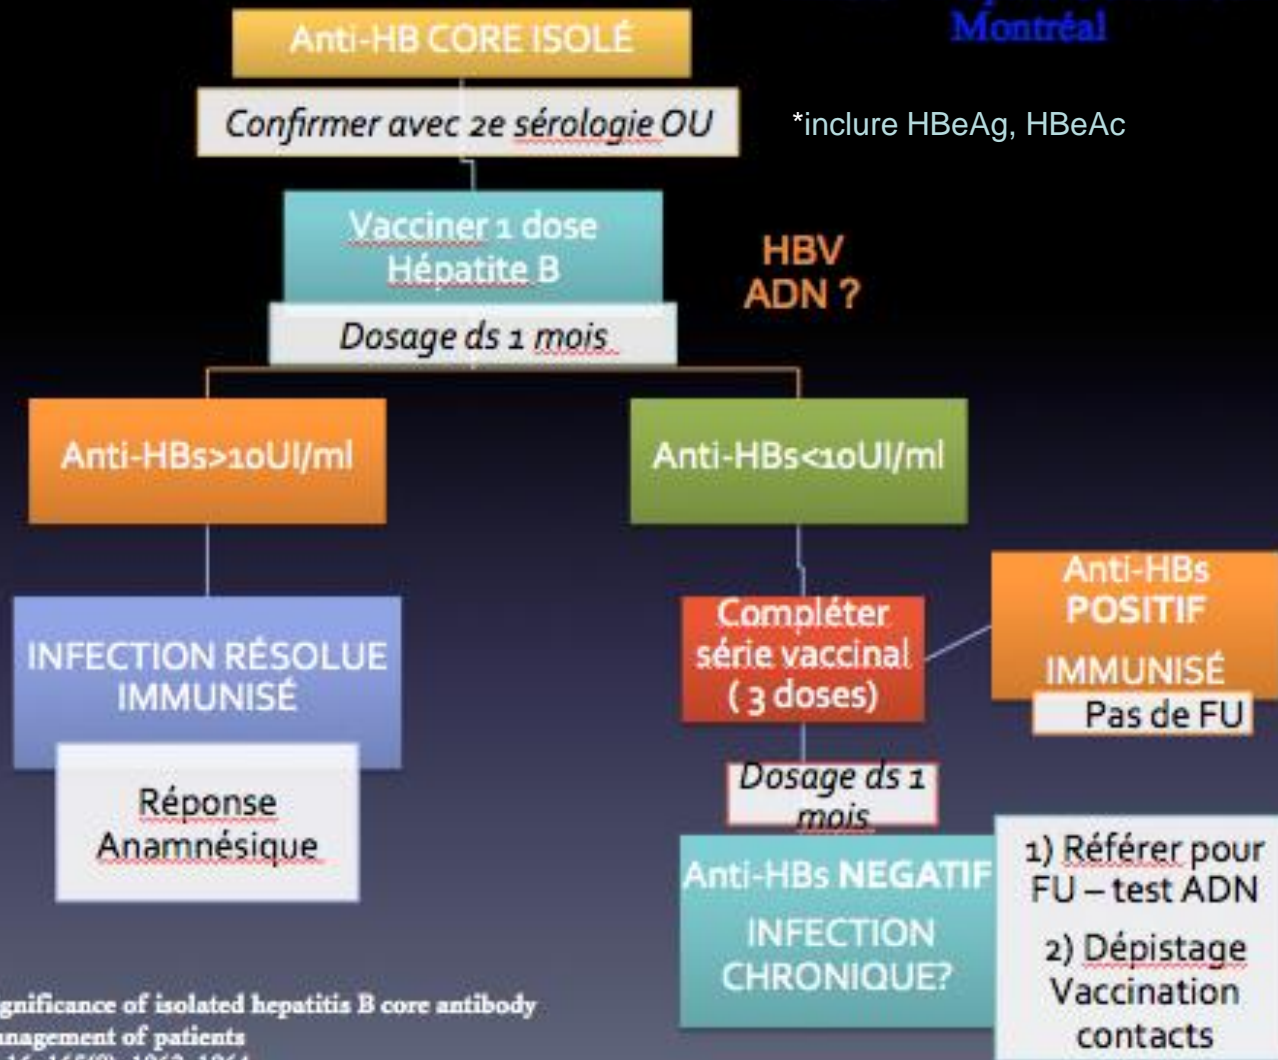 Montréal
Anti-HB CORE ISOLÉ
Confirmer avec 2e sérologie OU
*inclure HBeAg, HBeAc
Vacciner 1 dose
Hépatite B
HBV
ADN ?
Dosage ds 1 mois
Anti-HBs>10UI/ml
Anti-HBs<10UI/ml
INFECTION RÉSOLUE
IMMUNISÉ
Réponse
Anamnésique
Compléter
série vaccinal
( 3 doses)
Anti-HBs
POSITIF
IMMUNISÉ
Pas de FU
Dosage ds 1
mois
Anti-HBs NEGATIF
INFECTION
CHRONIQUE?
1) Référer pour
FU – test ADN
2) Dépistage
Vaccination
contacts
gnificance of isolated hepatitis B core antibody
nagement of patients